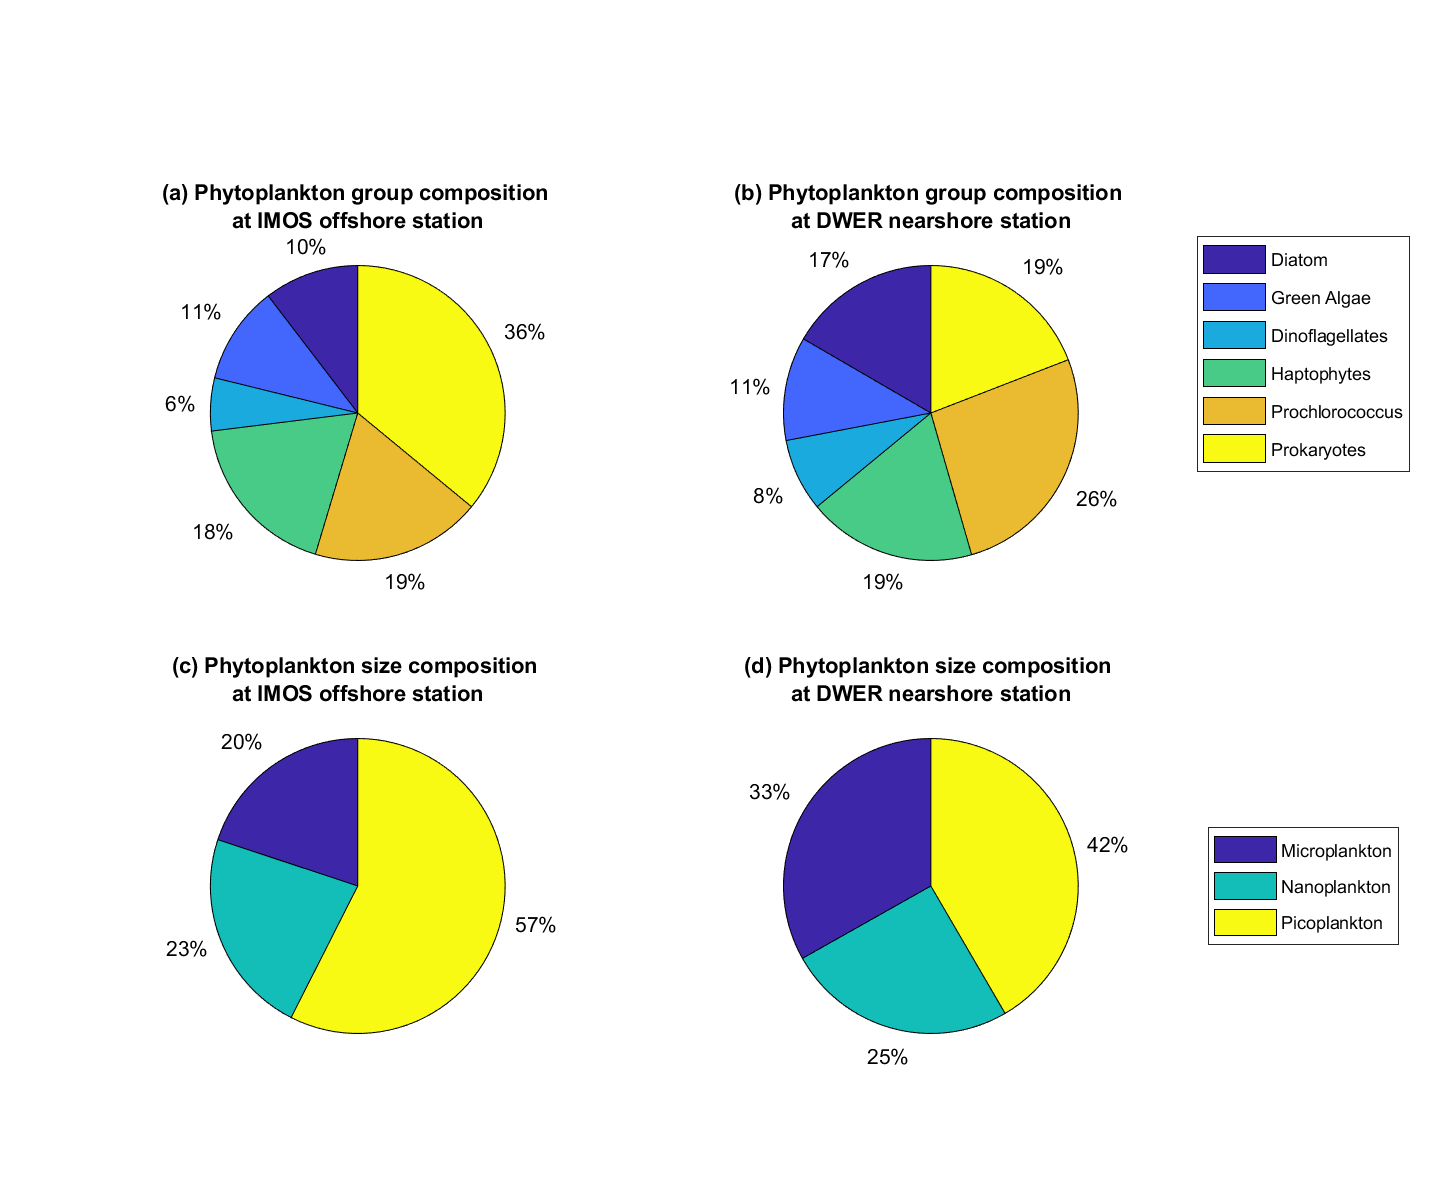 (a) Phytoplankton group composition
at IMOS offshore station
10%
11%
36%
6%
18%
19%
(b) Phytoplankton group composition
at DWER nearshore station
17%
19%
11%
8%
26%
19%
Diatom
Green Algae
Dinoflagellates
Haptophytes
Prochlorococcus
Prokaryotes
(c) Phytoplankton size composition
at IMOS offshore station
20%
23%
57%
(d) Phytoplankton size composition
at DWER nearshore station
33%
42%
25%
Microplankton
Nanoplankton
Picoplankton